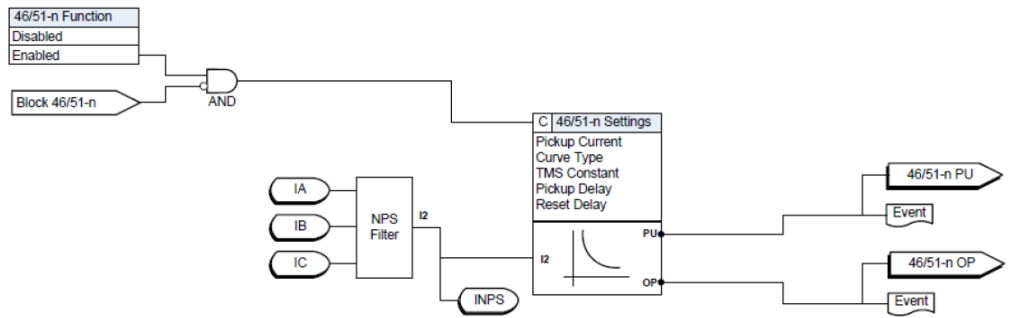 46/51-n Function
Disabled
Enabled
Block 46/51-n
AND
C 46/51-n Settings
Pickup Current
Curve Type
TMS Constant
Pickup Delay
Reset Delay
IA
IB
IC
NPS
Filter
I2
INPS
I2
PU
OP
46/51-n PU
Event
46/51-n OP
Event